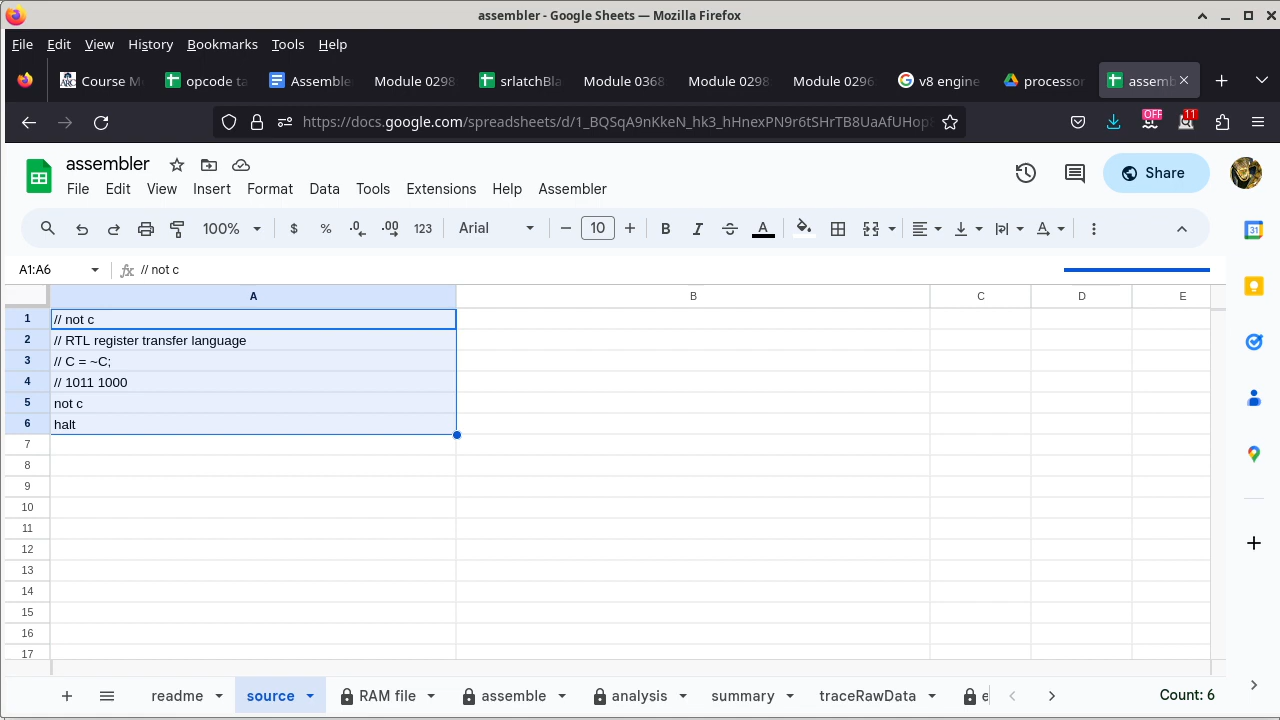 assembler - Google Sheets — Mozilla Firefox
File Edit View History Bookmarks Tools Help
Course M opcode ta Assemble Module 0298 srlatchBla Module 0368 Module 0298 Module 0296 v8 engine processor assemb
https://docs.google.com/spreadsheets/d/1_BQSqA9nKkeN_hk3_hHnexPN9r6tSHrTB8UaAfUHop OFF 11
assembler
File Edit View Insert Format Data Tools Extensions Help Assembler
Share
100% $ % .0 .00 123 Arial 10 B I S A
31
A1:A6 fx // not c
A B C D E
1 // not c
2 // RTL register transfer language
3 // C = ~C;
4 // 1011 1000
5 not c
6 halt
7
8
9
10
11
12
13
14
15
16
17
readme source RAM file assemble analysis summary traceRawData e Count: 6